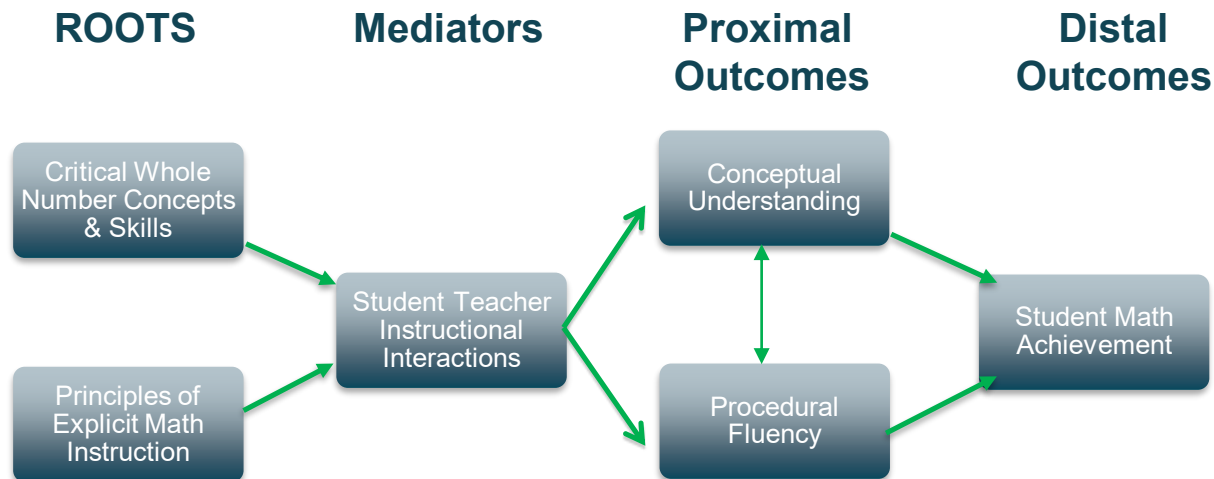 ROOTS
Mediators
Proximal
Outcomes
Distal
Outcomes
Critical Whole
Number Concepts
& Skills
Principles of
Explicit Math
Instruction
Student Teacher
Instructional
Interactions
Conceptual
Understanding
Procedural
Fluency
Student Math
Achievement